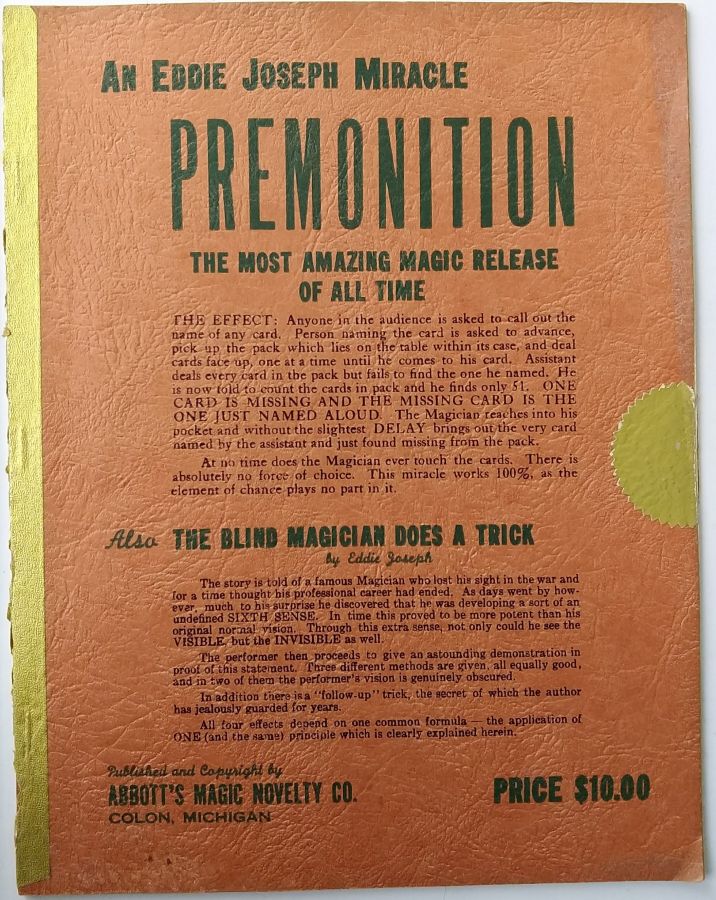 An Eddie Joseph Miracle
PREMONITION
THE MOST AMAZING MAGIC RELEASE
OF ALL TIME
THE EFFECT: Anyone in the audience is asked to call out the
name of any card. Person naming the card is asked to advance,
pick up the pack which lies on the table within its case, and deal
cards face up, one at a time until he comes to his card. Assistant
deals every card in the pack but fails to find the one he named. He
is now told to count the cards in pack and he finds only 51. ONE
CARD IS MISSING AND THE MISSING CARD IS THE
ONE JUST NAMED ALOUD. The Magician reaches into his
pocket and without the slightest DELAY brings out the very card
named by the assistant and just found missing from the pack.
At no time does the Magician ever touch the cards. There is
absolutely no force of choice. This miracle works 100%, as the
element of chance plays no part in it.
Also THE BLIND MAGICIAN DOES A TRICK
by Eddie Joseph
The story is told of a famous Magician who lost his sight in the war and
for a time thought his professional career had ended. As days went by how-
ever, much to his surprise he discovered that he was developing a sort of an
undefined SIXTH SENSE. In time this proved to be more potent than his
original normal vision. Through this extra sense, not only could he see the
VISIBLE, but the INVISIBLE as well.
The performer then proceeds to give an astounding demonstration in
proof of this statement. Three different methods are given, all equally good,
and in two of them the performer's vision is genuinely obscured.
In addition there is a "follow-up" trick, the secret of which the author
has jealously guarded for years.
All four effects depend on one common formula — the application of
ONE (and the same) principle which is clearly explained herein.
Published and Copyright by
ABBOTT'S MAGIC NOVELTY CO.
COLON, MICHIGAN
PRICE $10.00